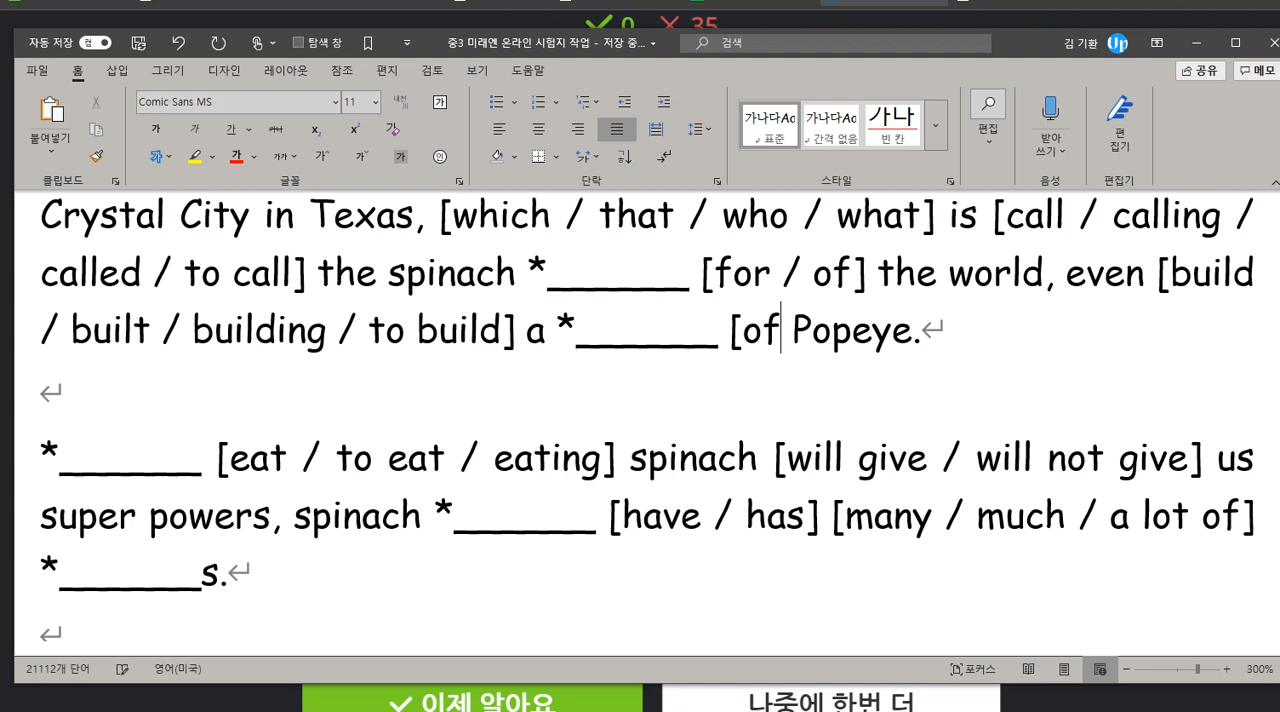 0 35
자동 저장 컴 탐색 창 중3 미래엔 온라인 시험지 작업 - 저장 중... 검색 김 기환 Up
파일 홈 삽입 그리기 디자인 레이아웃 참조 편지 검토 보기 도움말 공유 메모
Comic Sans MS 11
붙여넣기 가나다Ac 가나다Ac 가나 편집 받아쓰기 편집기
표준 간격 없음 빈 칸
클립보드 글꼴 단락 스타일 음성 편집기
Crystal City in Texas, [which / that / who / what] is [call / calling /
called / to call] the spinach *_______ [for / of] the world, even [build
/ built / building / to build] a *_______ [of Popeye.
*_______ [eat / to eat / eating] spinach [will give / will not give] us
super powers, spinach *_______ [have / has] [many / much / a lot of]
*_______s.
21112개 단어 영어(미국) 포커스 300%
이제 알아요 나중에 한번 더